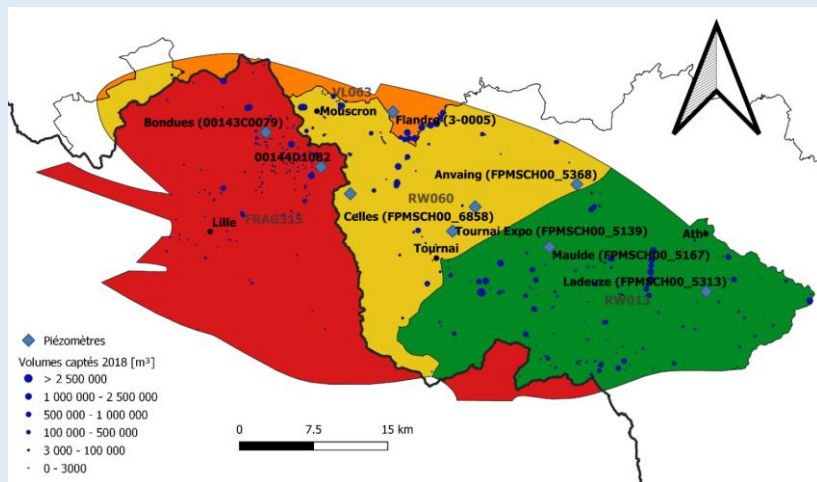 VL063
Mouscron
Bondues (00143C0079)
Flandre (3-0005)
00144D1082
Anvaing (FPMSCH00_5368)
RW060
Celles (FPMSCH00_6858)
Lille
FRAG315
Tournai Expo (FPMSCH00_5139)
Ath
Tournai
Maulde (FPMSCH00_5167)
Ladeuze (FPMSCH00_5313)
RW013
Piézomètres
Volumes captés 2018 [m³]
> 2 500 000
1 000 000 - 2 500 000
500 000 - 1 000 000
100 000 - 500 000
3 000 - 100 000
0 - 3000
0 7.5 15 km